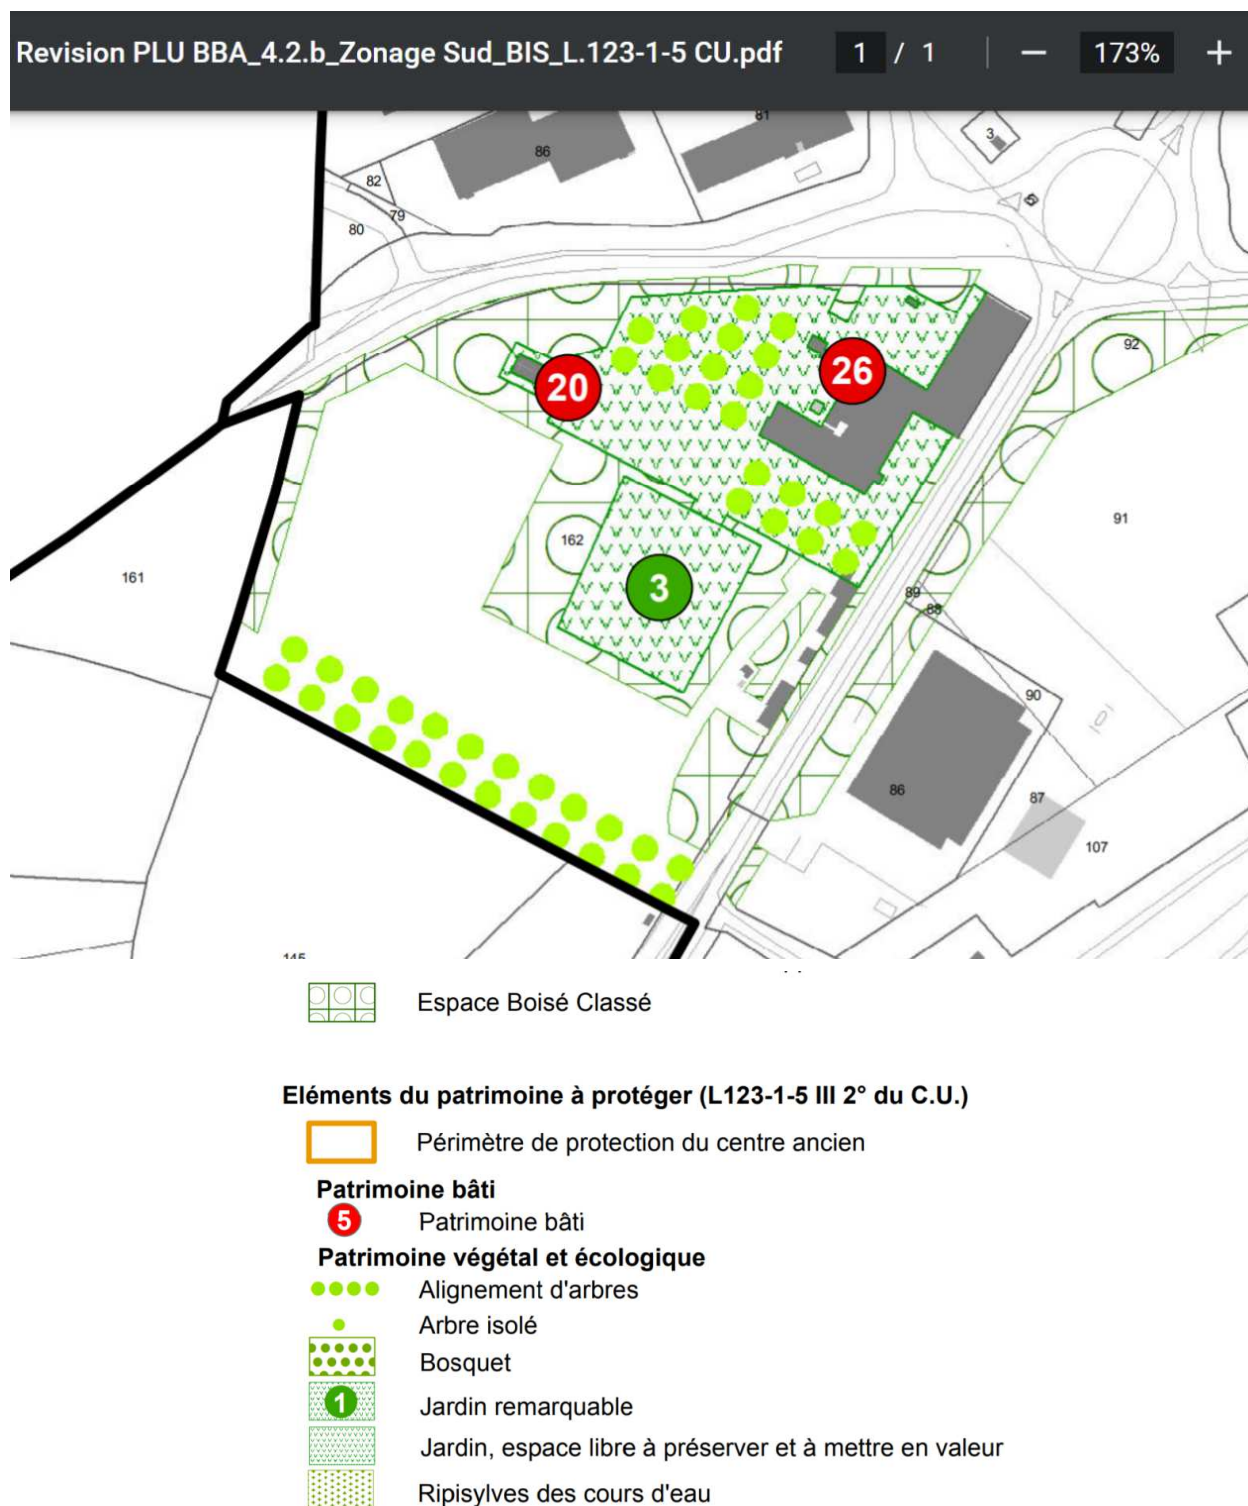 Revision PLU BBA_4.2.b_Zonage Sud_BIS_L.123-1-5 CU.pdf 1 / 1 — 173% +
81
3
86
82
79
80
92
20
26
91
162
161
3
89
88
90
86
87
107
145
Espace Boisé Classé
Eléments du patrimoine à protéger (L123-1-5 III 2° du C.U.)
Périmètre de protection du centre ancien
Patrimoine bâti
5 Patrimoine bâti
Patrimoine végétal et écologique
Alignement d'arbres
Arbre isolé
Bosquet
1 Jardin remarquable
Jardin, espace libre à préserver et à mettre en valeur
Ripisylves des cours d'eau